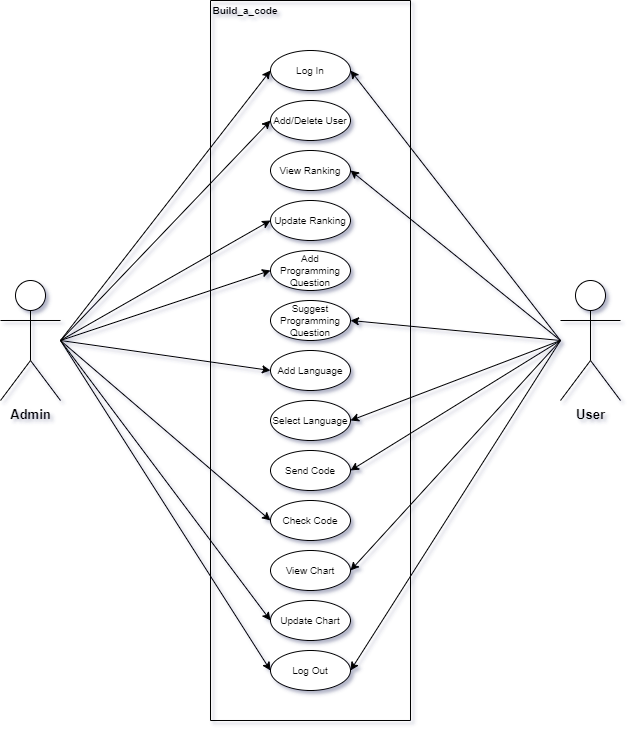 Build_a_code
Log In
Add/Delete User
View Ranking
Update Ranking
Add
Programming
Question
Suggest
Programming
Question
Add Language
Select Language
Send Code
Check Code
View Chart
Update Chart
Log Out
Admin
User